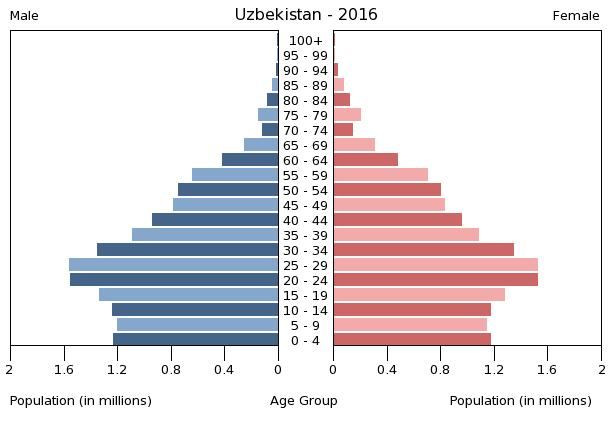 Uzbekistan - 2016
Male
Female
100+
95 - 99
90 - 94
85 - 89
80 - 84
75 - 79
70 - 74
65 - 69
60 - 64
55 - 59
50 - 54
45 - 49
40 - 44
35 - 39
30 - 34
25 - 29
20 - 24
15 - 19
10 - 14
5 - 9
0 - 4
2 1.6 1.2 0.8 0.4 0 0 0.4 0.8 1.2 1.6 2
Population (in millions) Age Group Population (in millions)